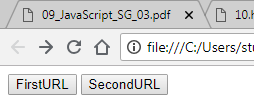 09_JavaScript_SG_03.pdf
10.h
file:///C:/Users/stu
FirstURL
SecondURL